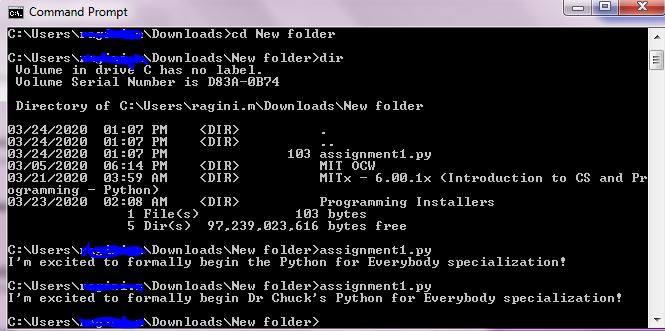 Command Prompt
C:\Users\ \Downloads>cd New folder
C:\Users\ \Downloads\New folder>dir
Volume in drive C has no label.
Volume Serial Number is D83A-0B74
Directory of C:\Users\ragini.m\Downloads\New folder
03/24/2020  01:07 PM    <DIR>          .
03/24/2020  01:07 PM    <DIR>          ..
03/24/2020  01:07 PM               103 assignment1.py
03/05/2020  06:14 PM    <DIR>          MIT OCW
03/21/2020  03:59 AM    <DIR>          MITx - 6.00.1x (Introduction to CS and Pr
ogramming - Python)
03/23/2020  02:08 AM    <DIR>          Programming Installers
1 File(s)            103 bytes
5 Dir(s)  97,239,023,616 bytes free
C:\Users\ \Downloads\New folder>assignment1.py
I'm excited to formally begin the Python for Everybody specialization!
C:\Users\ \Downloads\New folder>assignment1.py
I'm excited to formally begin Dr Chuck's Python for Everybody specialization!
C:\Users\ \Downloads\New folder>